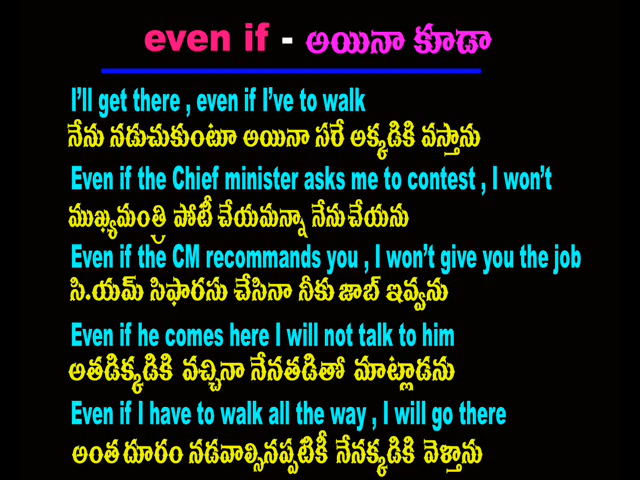 even if - అయినా కూడా
I'll get there , even if I've to walk
నేను నడుచుకుంటూ అయినా సరే అక్కడికి వస్తాను
Even if the Chief minister asks me to contest , I won't
ముఖ్యమంత్రి పోటీ చేయమన్నా నేనుచేయను
Even if the CM recommands you , I won't give you the job
సి.యమ్ సిఫారసు చేసినా నీకు జాబ్ ఇవ్వను
Even if he comes here I will not talk to him
అతడిక్కడికి వచ్చినా నేనతడితో మాట్లాడను
Even if I have to walk all the way , I will go there
అంతదూరం నడవాల్సినప్పటికీ నేనక్కడికి వెళ్తాను